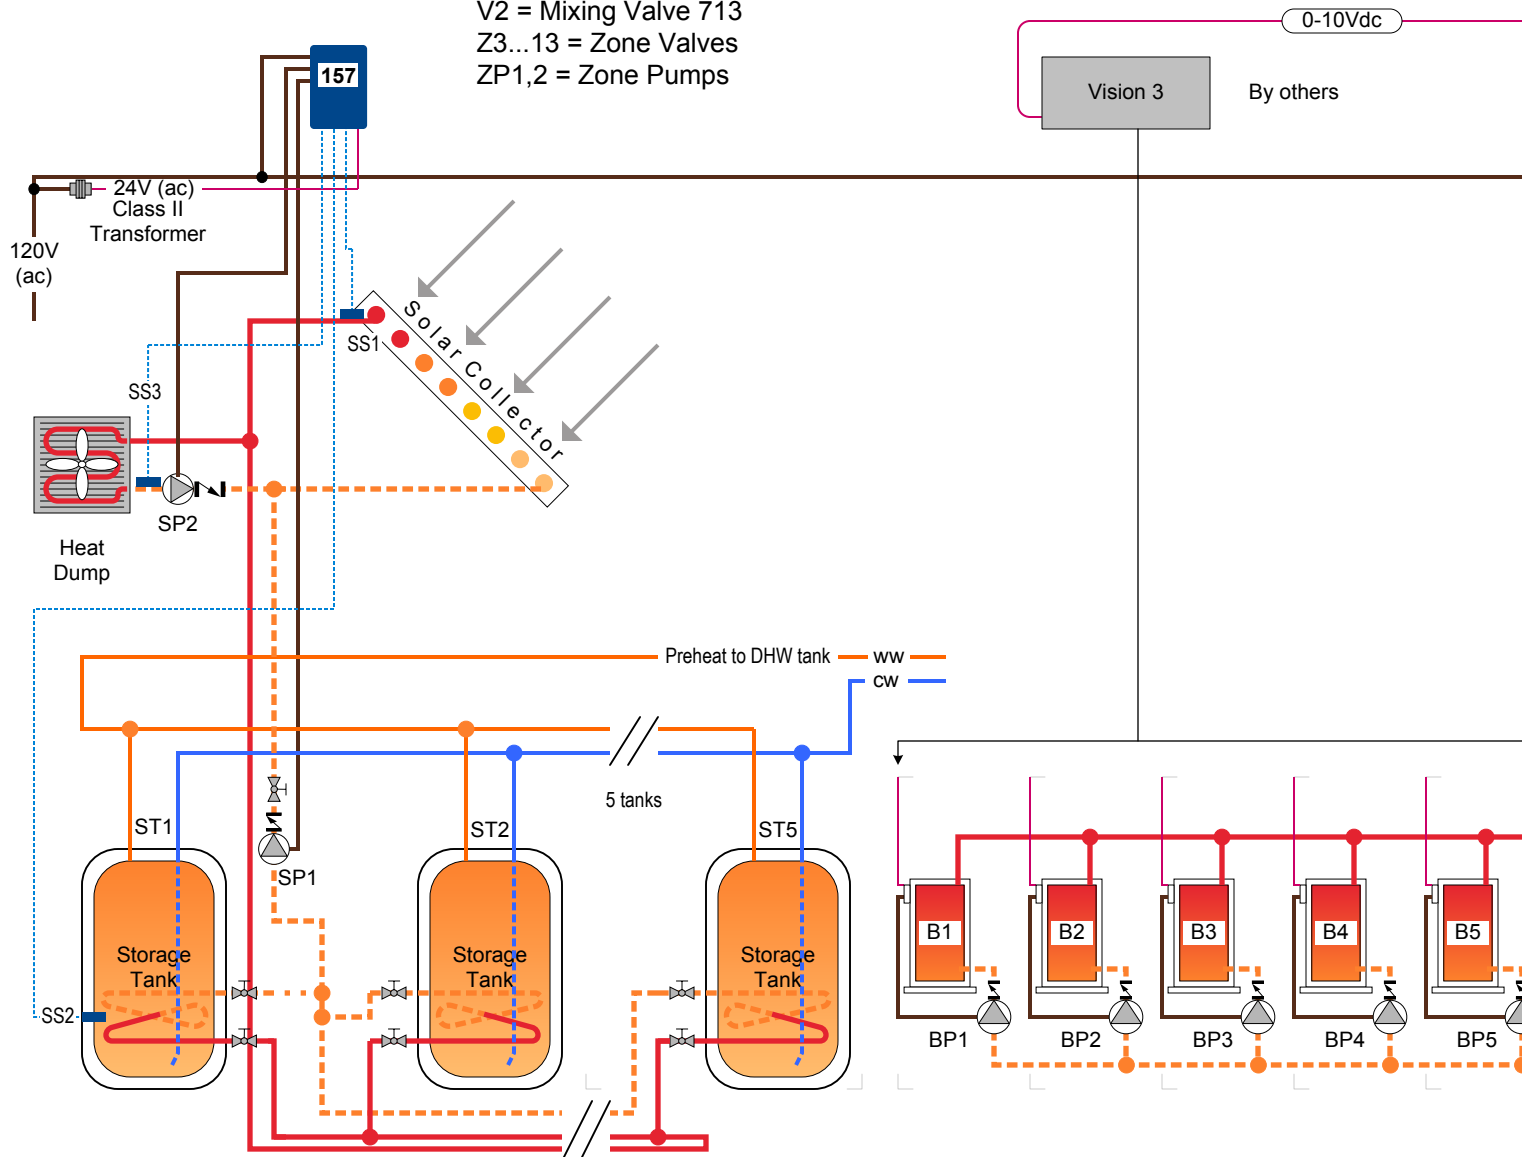 V2 = Mixing Valve 713
Z3...13 = Zone Valves
ZP1,2 = Zone Pumps
0-10Vdc
157
Vision 3
By others
24V (ac)
Class II
Transformer
120V
(ac)
SS1
Solar Collector
SS3
SP2
Heat
Dump
Preheat to DHW tank
ww
cw
5 tanks
ST1
ST2
ST5
SP1
Storage
Tank
Storage
Tank
Storage
Tank
SS2
B1
B2
B3
B4
B5
BP1
BP2
BP3
BP4
BP5